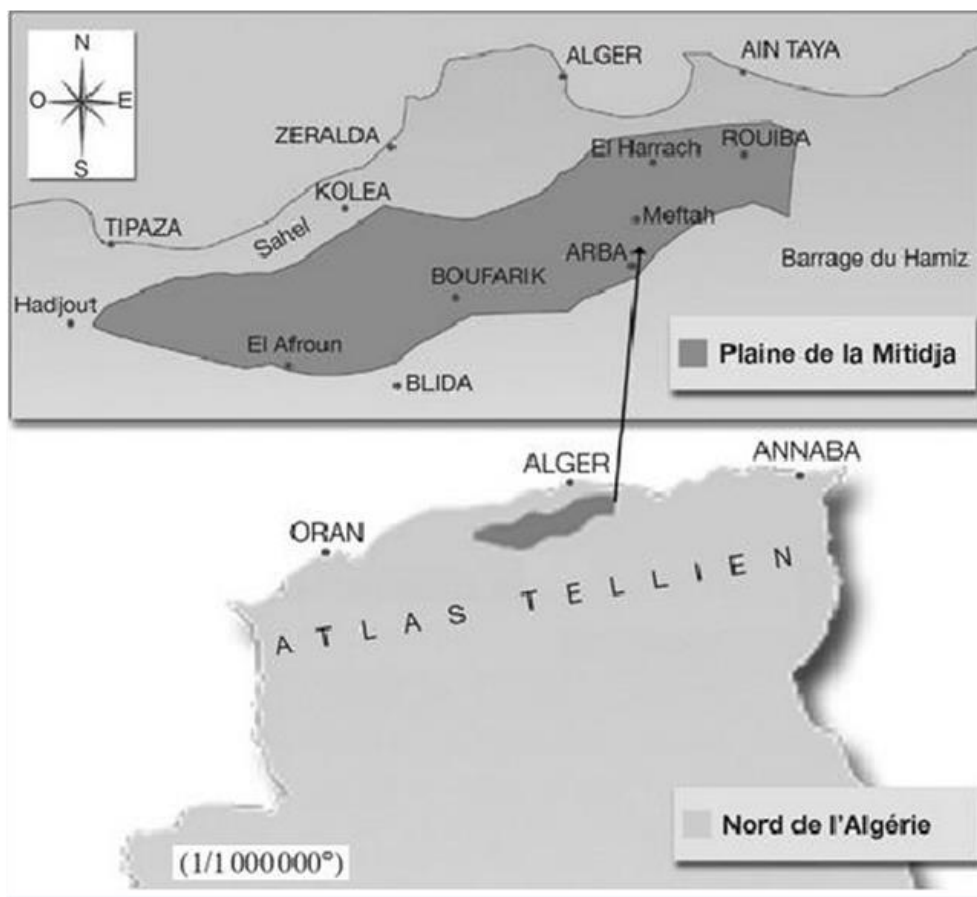 N
O E
S
ALGER
AIN TAYA
ZERALDA
El Harrach
ROUIBA
KOLEA
TIPAZA
Sahel
Meftah
ARBA
Barrage du Hamiz
BOUFARIK
Hadjout
El Afroun
BLIDA
Plaine de la Mitidja
ALGER
ANNABA
ORAN
ATLAS TELLIEN
Nord de l'Algérie
(1/1 000 000°)